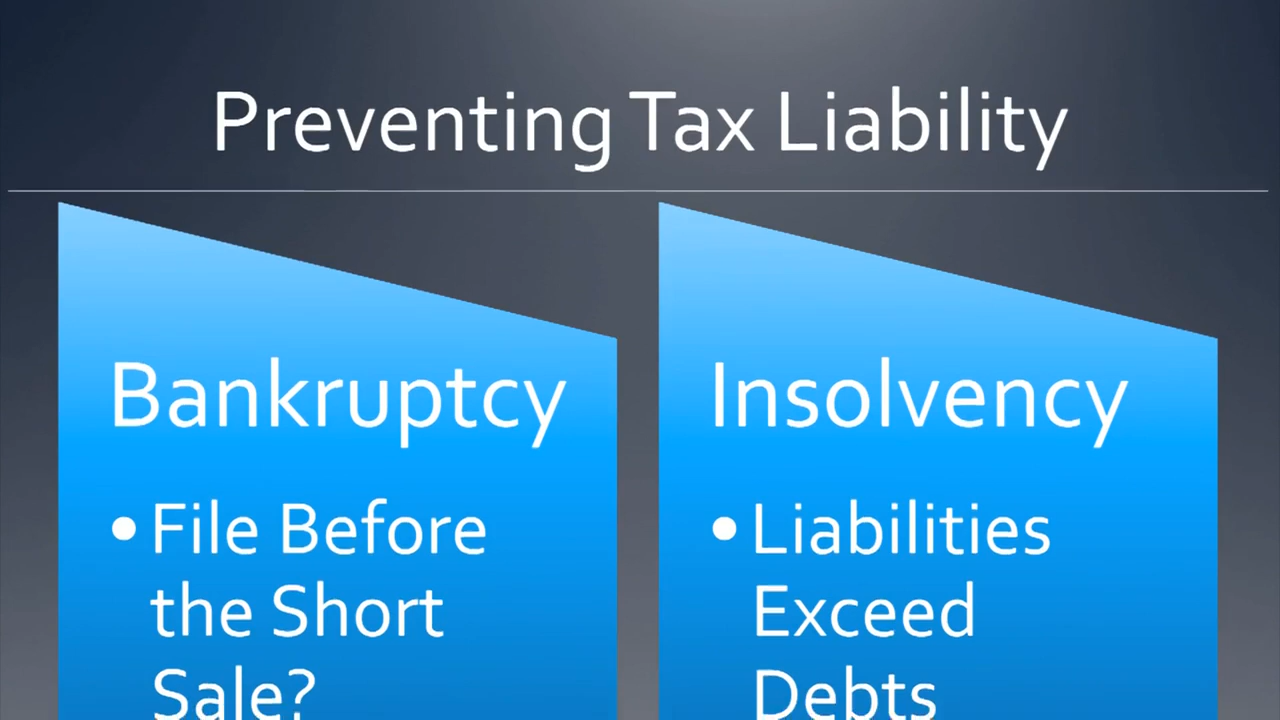 Preventing Tax Liability
Bankruptcy
• File Before
the Short
Sale?
Insolvency
• Liabilities
Exceed
Debts